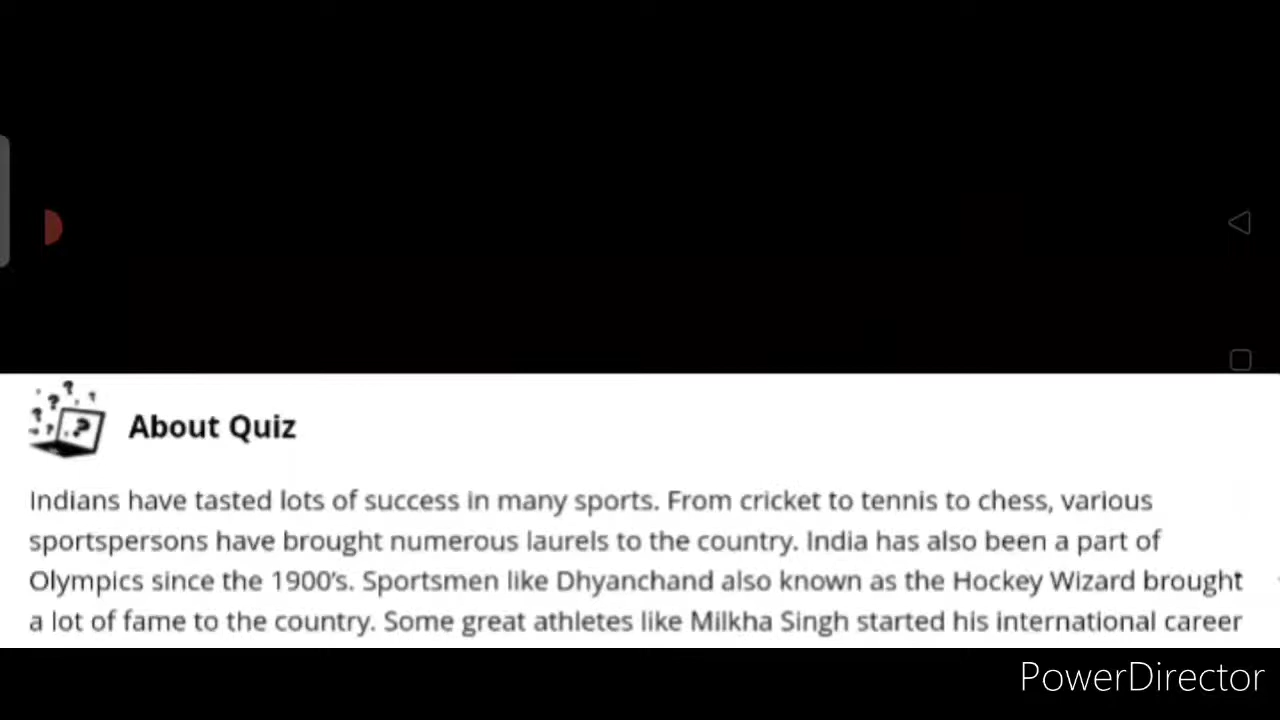 About Quiz
Indians have tasted lots of success in many sports. From cricket to tennis to chess, various
sportspersons have brought numerous laurels to the country. India has also been a part of
Olympics since the 1900's. Sportsmen like Dhyanchand also known as the Hockey Wizard brought
a lot of fame to the country. Some great athletes like Milkha Singh started his international career
PowerDirector